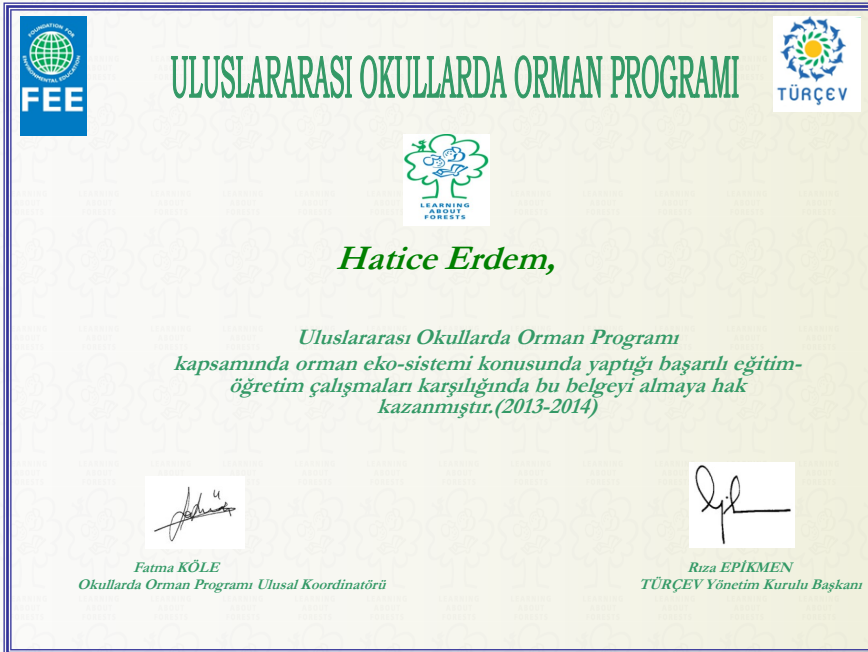 FOUNDATION FOR ENVIRONMENTAL EDUCATION
FEE
ULUSLARARASI OKULLARDA ORMAN PROGRAMI
TÜRÇEV
LEARNING
ABOUT
FORESTS
Hatice Erdem,
Uluslararası Okullarda Orman Programı
kapsamında orman eko-sistemi konusunda yaptığı başarılı eğitim-
öğretim çalışmaları karşılığında bu belgeyi almaya hak
kazanmıştır.(2013-2014)
Fatma KÖLE
Okullarda Orman Programı Ulusal Koordinatörü
Rıza EPİKMEN
TÜRÇEV Yönetim Kurulu Başkanı